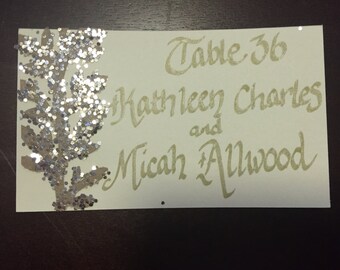 Table 36
Kathleen Charles
and
Micah Allwood